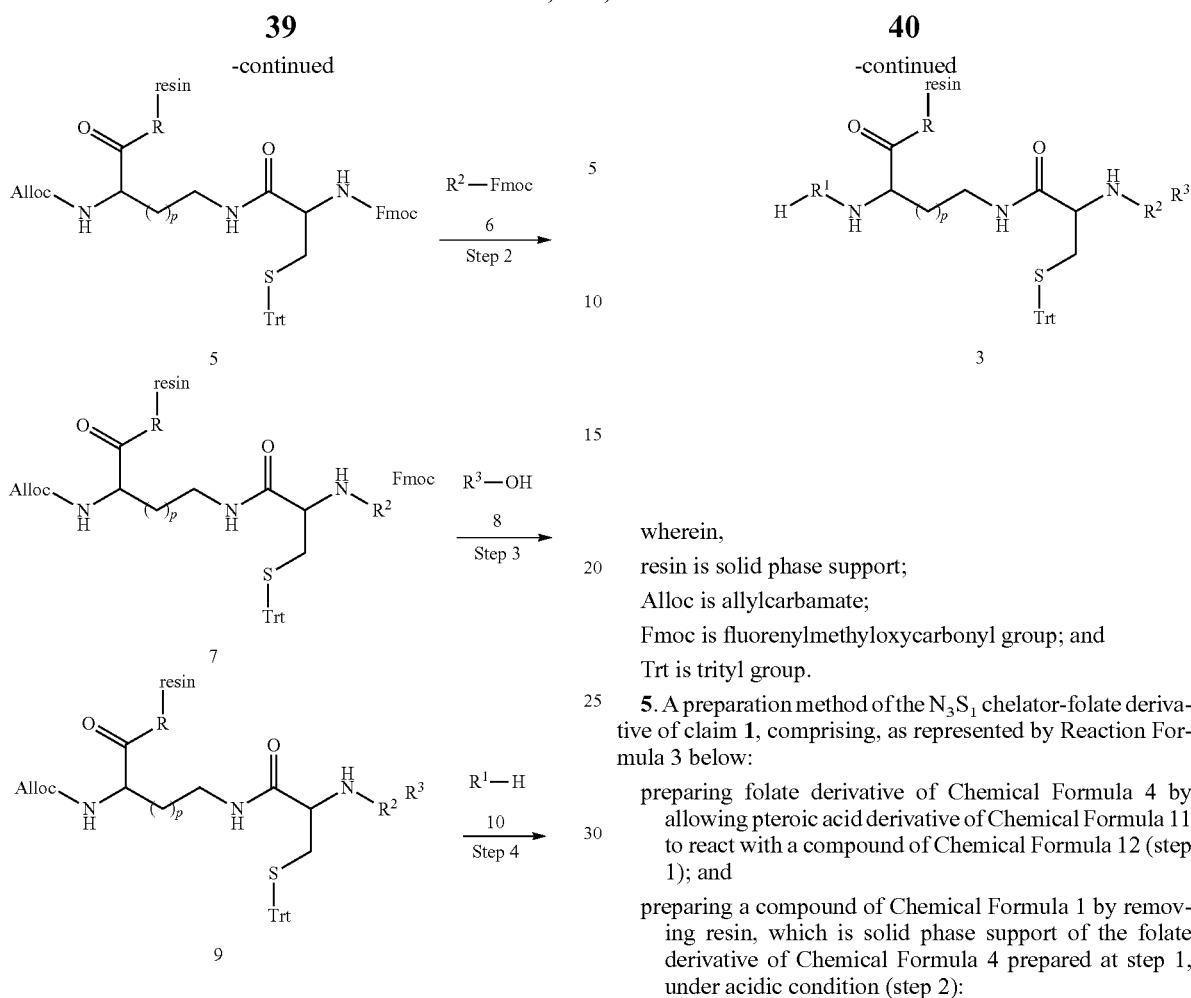 39
-continued
resin
O
R
O
H
N
Alloc
N
H
( )p
N
H
Fmoc
S
Trt
5
R²—Fmoc
6
Step 2
resin
O
R
O
H
N
Fmoc
Alloc
N
H
( )p
N
H
R²
S
Trt
7
R³—OH
8
Step 3
resin
O
R
O
H
N
R³
Alloc
N
H
( )p
N
H
R²
S
Trt
9
R¹—H
10
Step 4
5
10
15
20
25
30
40
-continued
resin
O
R
O
H
N
R³
R¹
H
N
H
( )p
N
H
R²
S
Trt
3
wherein,
resin is solid phase support;
Alloc is allylcarbamate;
Fmoc is fluorenylmethyloxycarbonyl group; and
Trt is trityl group.
5. A preparation method of the N₃S₁ chelator-folate deriva-
tive of claim 1, comprising, as represented by Reaction For-
mula 3 below:
preparing folate derivative of Chemical Formula 4 by
allowing pteroic acid derivative of Chemical Formula 11
to react with a compound of Chemical Formula 12 (step
1); and
preparing a compound of Chemical Formula 1 by remov-
ing resin, which is solid phase support of the folate
derivative of Chemical Formula 4 prepared at step 1,
under acidic condition (step 2):